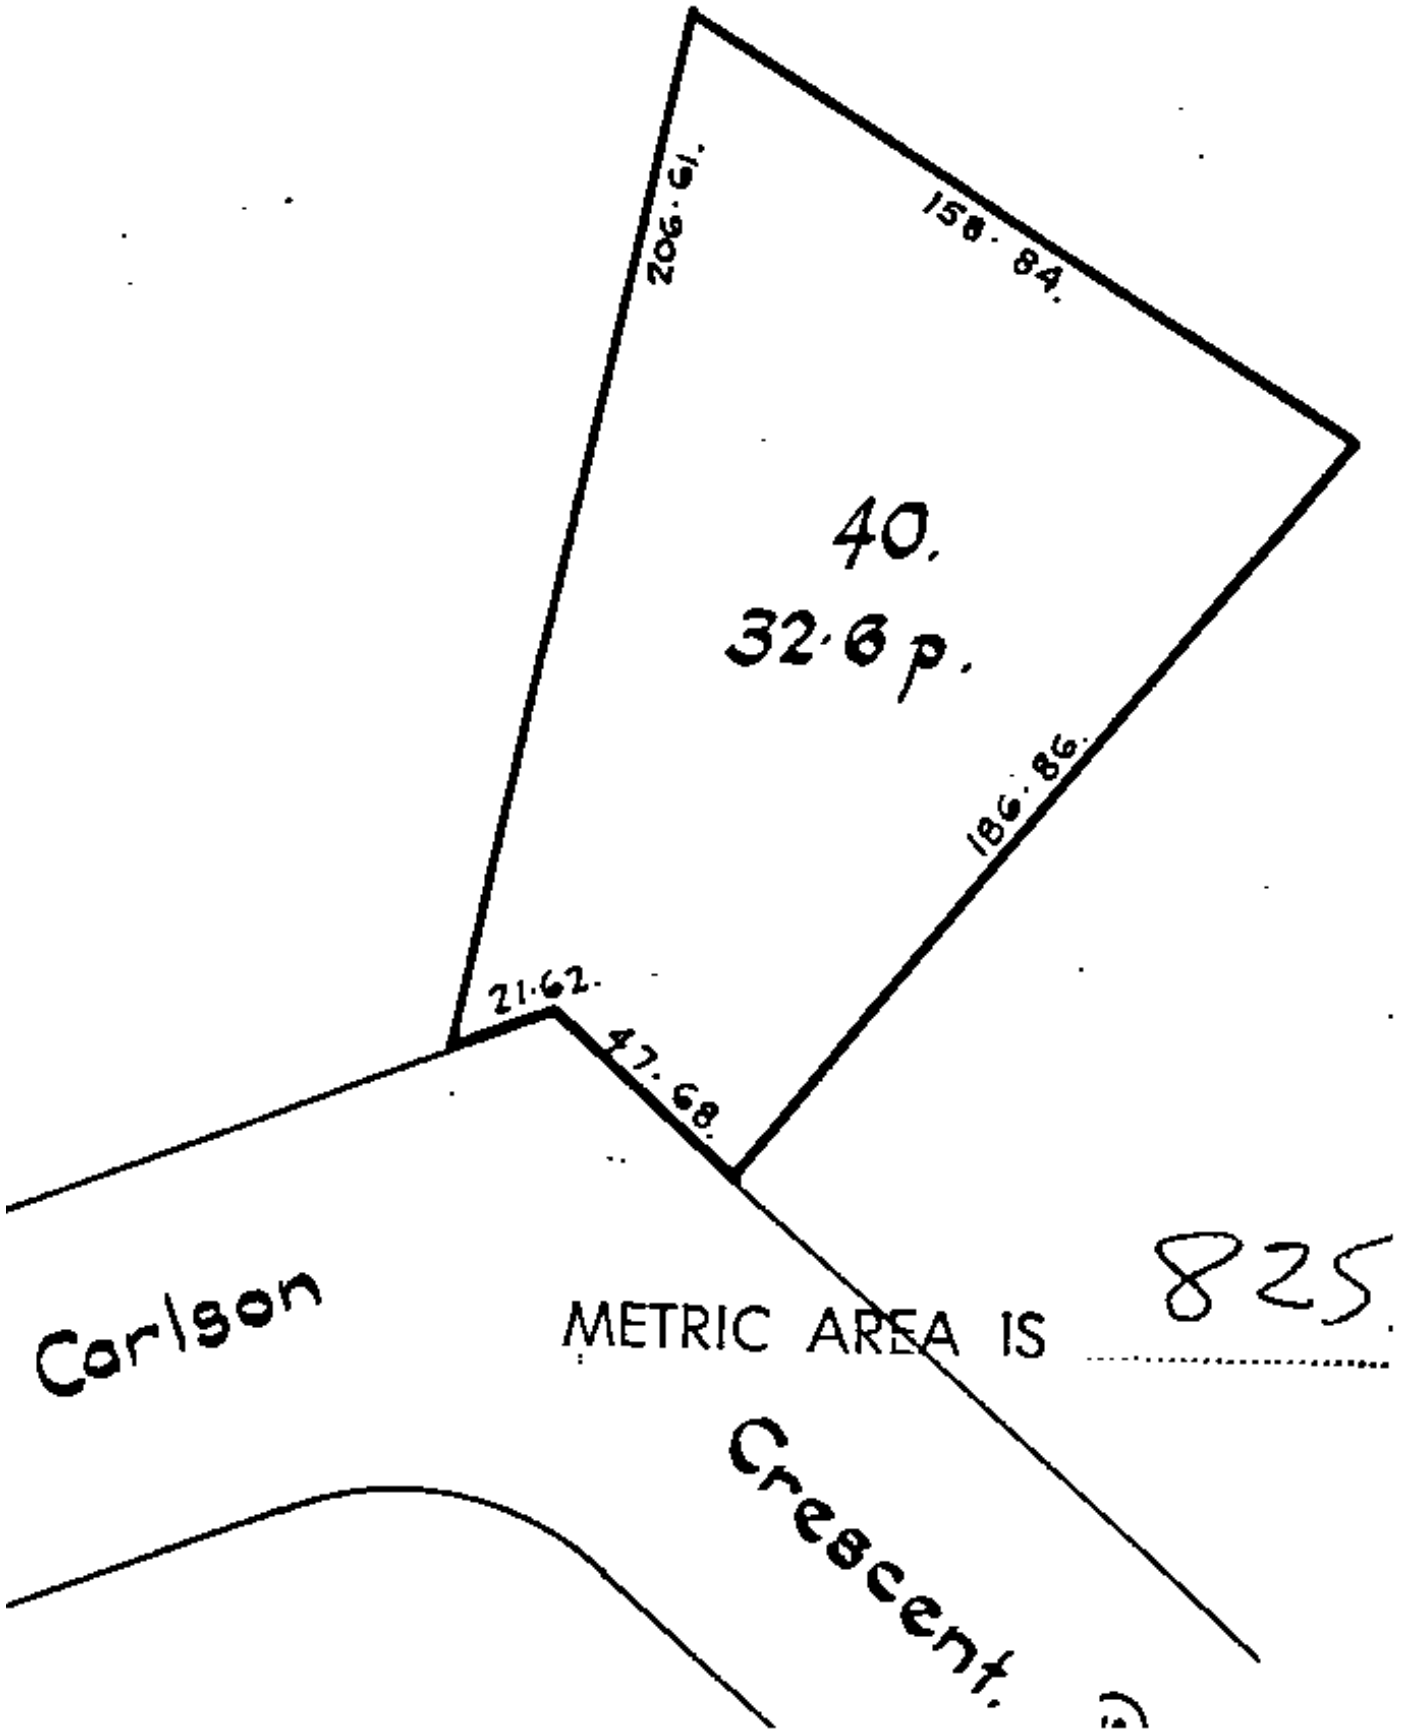 206.61.
158.84.
40.
32.6 p.
186.86.
21.62.
47.68.
Carlson
METRIC AREA IS 825
Crescent.